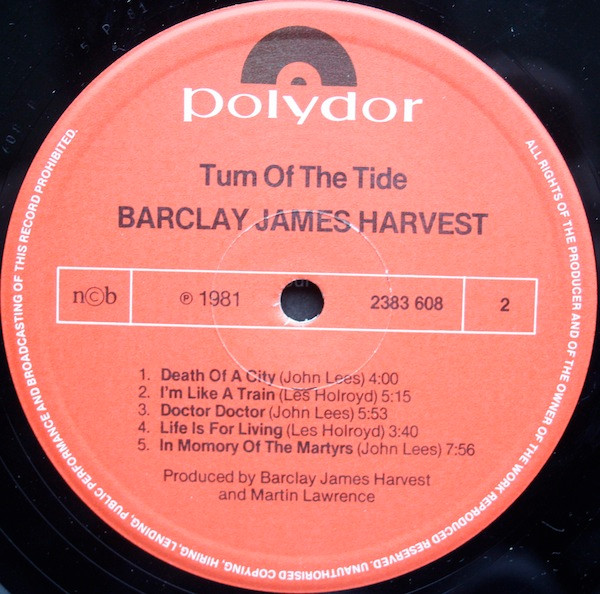 polydor
Turn Of The Tide
BARCLAY JAMES HARVEST
n©b
℗ 1981
2383 608
2
1. Death Of A City (John Lees) 4:00
2. I'm Like A Train (Les Holroyd) 5:15
3. Doctor Doctor (John Lees) 5:53
4. Life Is For Living (Les Holroyd) 3:40
5. In Momory Of The Martyrs (John Lees) 7:56
Produced by Barclay James Harvest
and Martin Lawrence
ALL RIGHTS OF THE PRODUCER AND OF THE OWNER OF THE WORK REPRODUCED RESERVED. UNAUTHORISED COPYING, HIRING, LENDING, PUBLIC PERFORMANCE AND BROADCASTING OF THIS RECORD PROHIBITED.